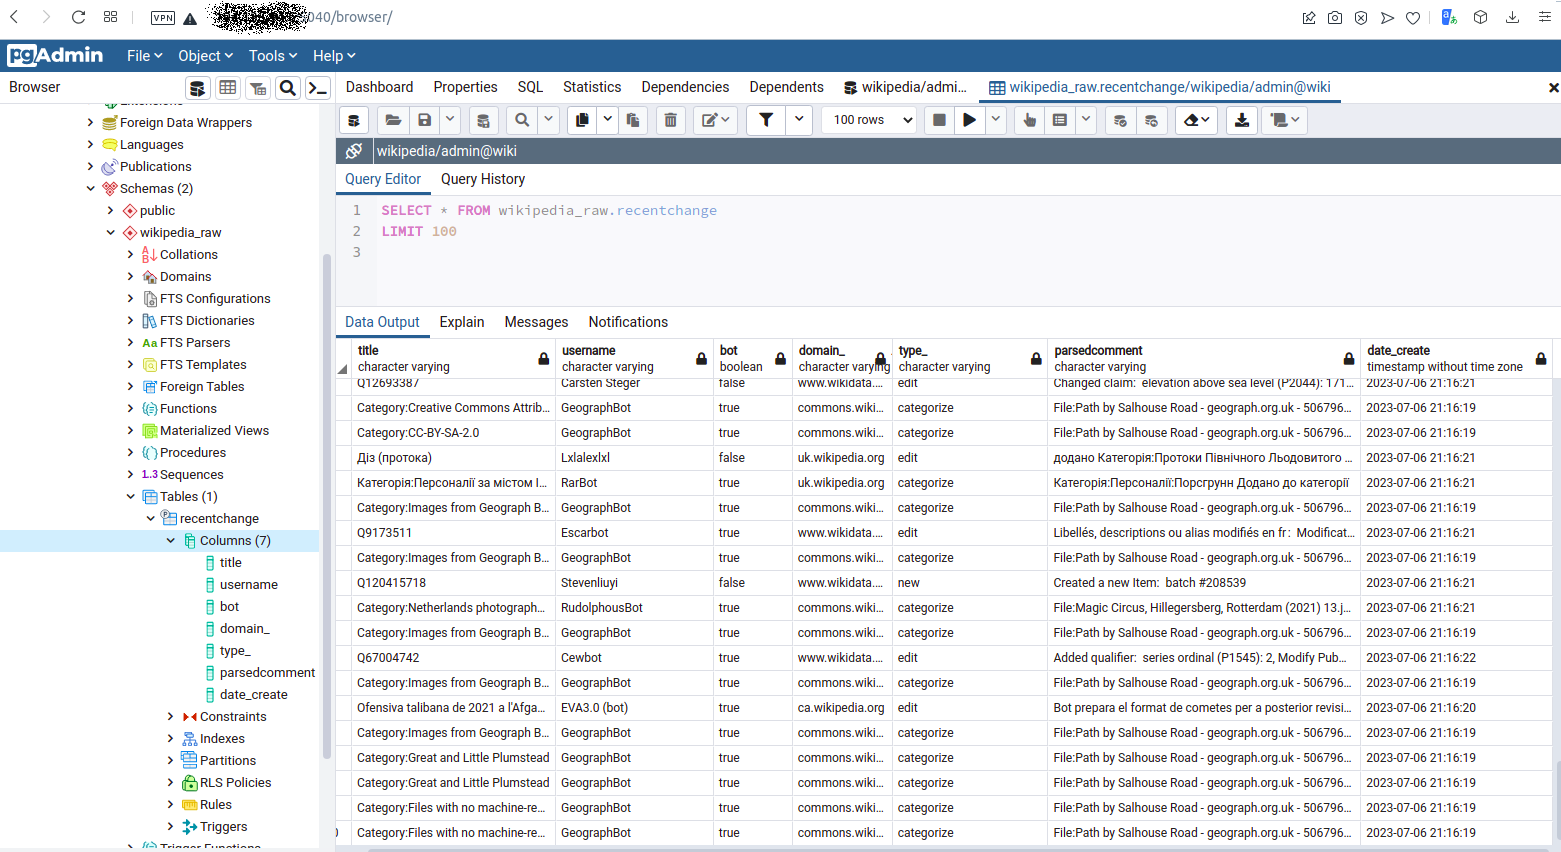 VPN 040/browser/
pgAdmin File Object Tools Help
Browser
Dashboard Properties SQL Statistics Dependencies Dependents wikipedia/admi... wikipedia_raw.recentchange/wikipedia/admin@wiki
100 rows
wikipedia/admin@wiki
Query Editor Query History
1 SELECT * FROM wikipedia_raw.recentchange
2 LIMIT 100
3
Extensions
Foreign Data Wrappers
Languages
Publications
Schemas (2)
public
wikipedia_raw
Collations
Domains
FTS Configurations
FTS Dictionaries
Aa FTS Parsers
FTS Templates
Foreign Tables
Functions
Materialized Views
Procedures
1..3 Sequences
Tables (1)
recentchange
Columns (7)
title
username
bot
domain_
type_
parsedcomment
date_create
Constraints
Indexes
Partitions
RLS Policies
Rules
Triggers
Trigger Functions
Data Output Explain Messages Notifications
title username bot domain_ type_ parsedcomment date_create
character varying character varying boolean character varying character varying character varying timestamp without time zone
Q12693387 Carsten Steger false www.wikidata.... edit Changed claim: elevation above sea level (P2044): 171... 2023-07-06 21:16:21
Category:Creative Commons Attrib... GeographBot true commons.wiki... categorize File:Path by Salhouse Road - geograph.org.uk - 506796... 2023-07-06 21:16:19
Category:CC-BY-SA-2.0 GeographBot true commons.wiki... categorize File:Path by Salhouse Road - geograph.org.uk - 506796... 2023-07-06 21:16:19
Діз (протока) Lxlalexlxl false uk.wikipedia.org edit додано Категорія:Протоки Північного Льодовитого ... 2023-07-06 21:16:21
Категорія:Персоналії за містом І... RarBot true uk.wikipedia.org categorize Категорія:Персоналії:Порсгрунн Додано до категорії 2023-07-06 21:16:21
Category:Images from Geograph B... GeographBot true commons.wiki... categorize File:Path by Salhouse Road - geograph.org.uk - 506796... 2023-07-06 21:16:19
Q9173511 Escarbot true www.wikidata.... edit Libellés, descriptions ou alias modifiés en fr: Modificat... 2023-07-06 21:16:21
Category:Images from Geograph B... GeographBot true commons.wiki... categorize File:Path by Salhouse Road - geograph.org.uk - 506796... 2023-07-06 21:16:19
Q120415718 Stevenliuyi false www.wikidata.... new Created a new Item: batch #208539 2023-07-06 21:16:21
Category:Netherlands photograph... RudolphousBot true commons.wiki... categorize File:Magic Circus, Hillegersberg, Rotterdam (2021) 13.j... 2023-07-06 21:16:21
Category:Images from Geograph B... GeographBot true commons.wiki... categorize File:Path by Salhouse Road - geograph.org.uk - 506796... 2023-07-06 21:16:19
Q67004742 Cewbot true www.wikidata.... edit Added qualifier: series ordinal (P1545): 2, Modify Pub... 2023-07-06 21:16:22
Category:Images from Geograph B... GeographBot true commons.wiki... categorize File:Path by Salhouse Road - geograph.org.uk - 506796... 2023-07-06 21:16:19
Ofensiva talibana de 2021 a l'Afga... EVA3.0 (bot) true ca.wikipedia.org edit Bot prepara el format de cometes per a posterior revisi... 2023-07-06 21:16:20
Category:Images from Geograph B... GeographBot true commons.wiki... categorize File:Path by Salhouse Road - geograph.org.uk - 506796... 2023-07-06 21:16:19
Category:Great and Little Plumstead GeographBot true commons.wiki... categorize File:Path by Salhouse Road - geograph.org.uk - 506796... 2023-07-06 21:16:19
Category:Great and Little Plumstead GeographBot true commons.wiki... categorize File:Path by Salhouse Road - geograph.org.uk - 506796... 2023-07-06 21:16:19
Category:Files with no machine-re... GeographBot true commons.wiki... categorize File:Path by Salhouse Road - geograph.org.uk - 506796... 2023-07-06 21:16:19
Category:Files with no machine-re... GeographBot true commons.wiki... categorize File:Path by Salhouse Road - geograph.org.uk - 506796... 2023-07-06 21:16:19